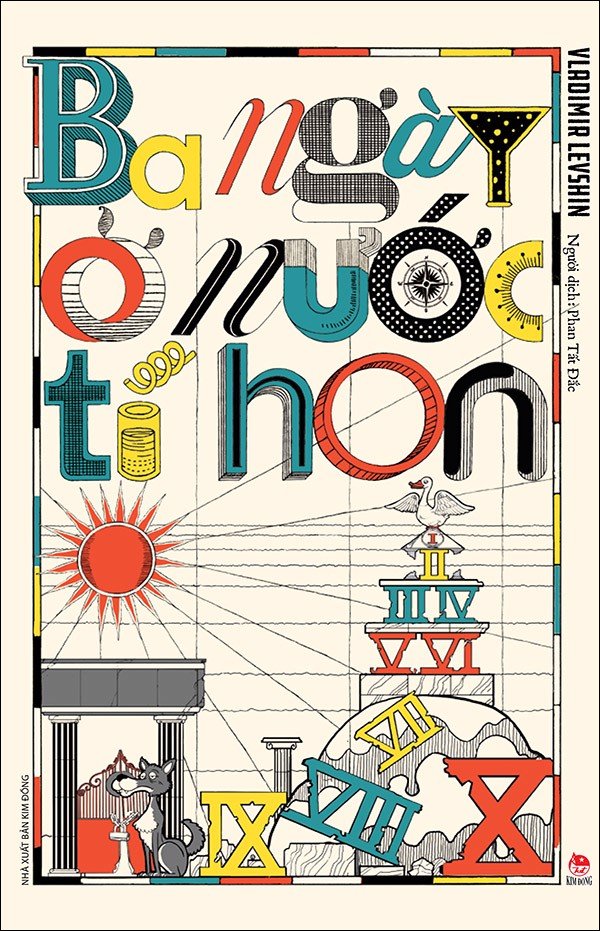 Ba ngày
ở nước
tí hon
VLADIMIR LEVSHIN
Người dịch: Phan Tất Đắc
I
II
III IV
V VI
VII
VIII
IX
X
NHÀ XUẤT BẢN KIM ĐỒNG
KIM ĐỒNG